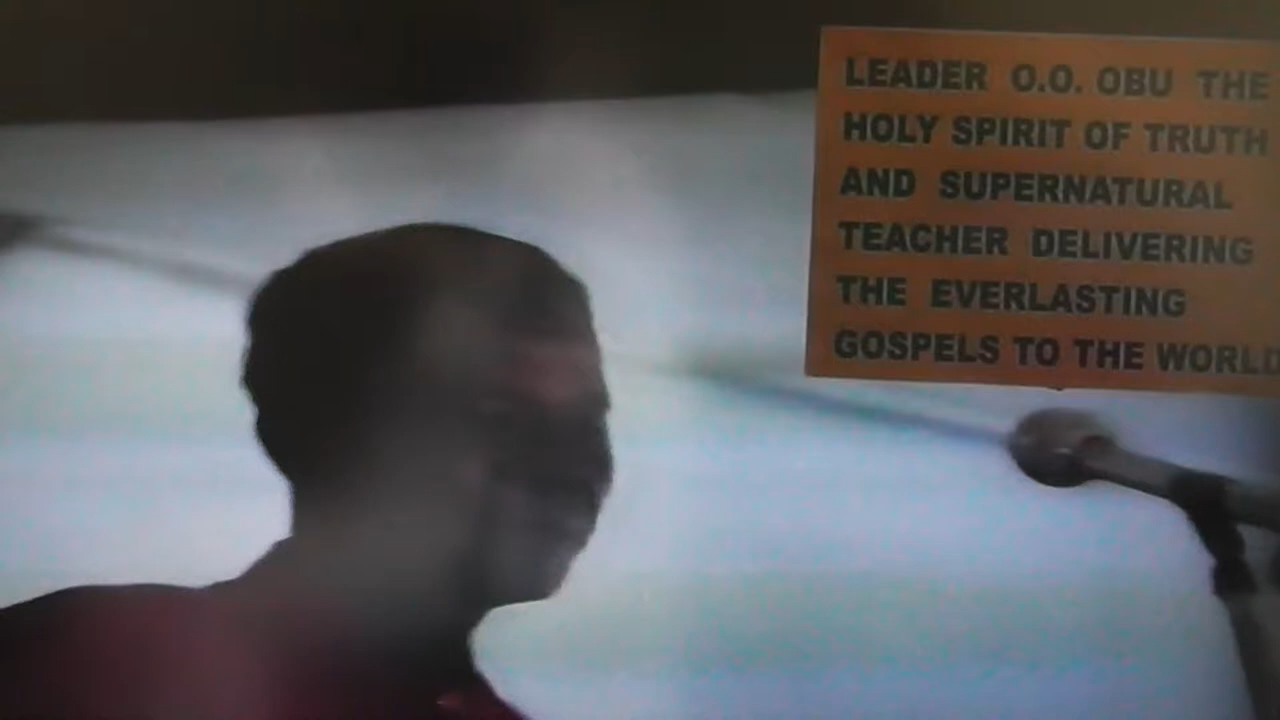 LEADER O.O. OBU THE
HOLY SPIRIT OF TRUTH
AND SUPERNATURAL
TEACHER DELIVERING
THE EVERLASTING
GOSPELS TO THE WORLD